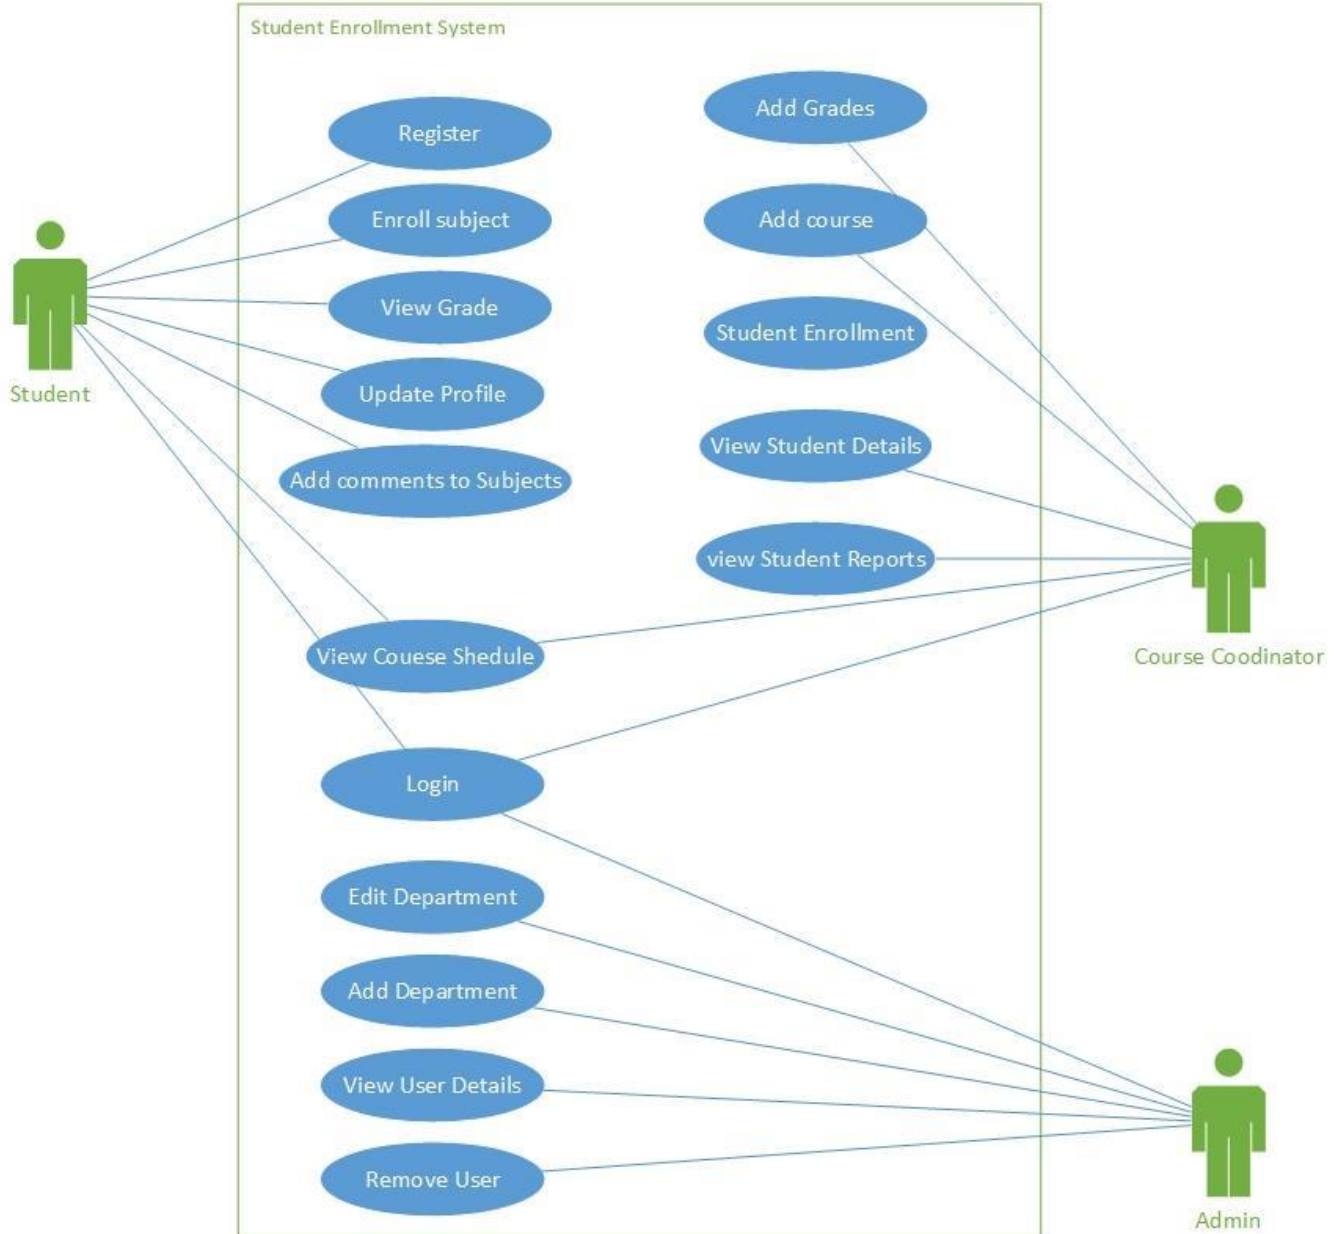 Student Enrollment System
Register
Enroll subject
View Grade
Update Profile
Add comments to Subjects
View Couese Shedule
Login
Edit Department
Add Department
View User Details
Remove User
Add Grades
Add course
Student Enrollment
View Student Details
view Student Reports
Student
Course Coodinator
Admin